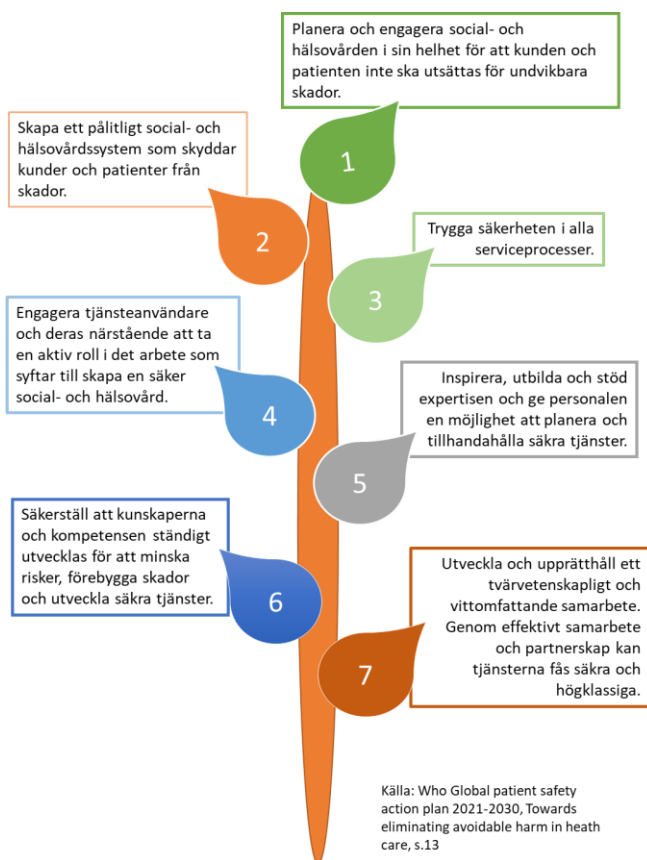 Planera och engagera social- och
hälsovården i sin helhet för att kunden och
patienten inte ska utsättas för undvikbara
skador.
1
Skapa ett pålitligt social- och
hälsovårdssystem som skyddar
kunder och patienter från
skador.
2
Trygga säkerheten i alla
serviceprocesser.
3
Engagera tjänsteanvändare
och deras närstående att ta
en aktiv roll i det arbete som
syftar till skapa en säker
social- och hälsovård.
4
Inspirera, utbilda och stöd
expertisen och ge personalen
en möjlighet att planera och
tillhandahålla säkra tjänster.
5
Säkerställ att kunskaperna
och kompetensen ständigt
utvecklas för att minska
risker, förebygga skador
och utveckla säkra tjänster.
6
Utveckla och upprätthåll ett
tvärvetenskapligt och
vittomfattande samarbete.
Genom effektivt samarbete
och partnerskap kan
tjänsterna fås säkra och
högklassiga.
7
Källa: Who Global patient safety
action plan 2021-2030, Towards
eliminating avoidable harm in heath
care, s.13